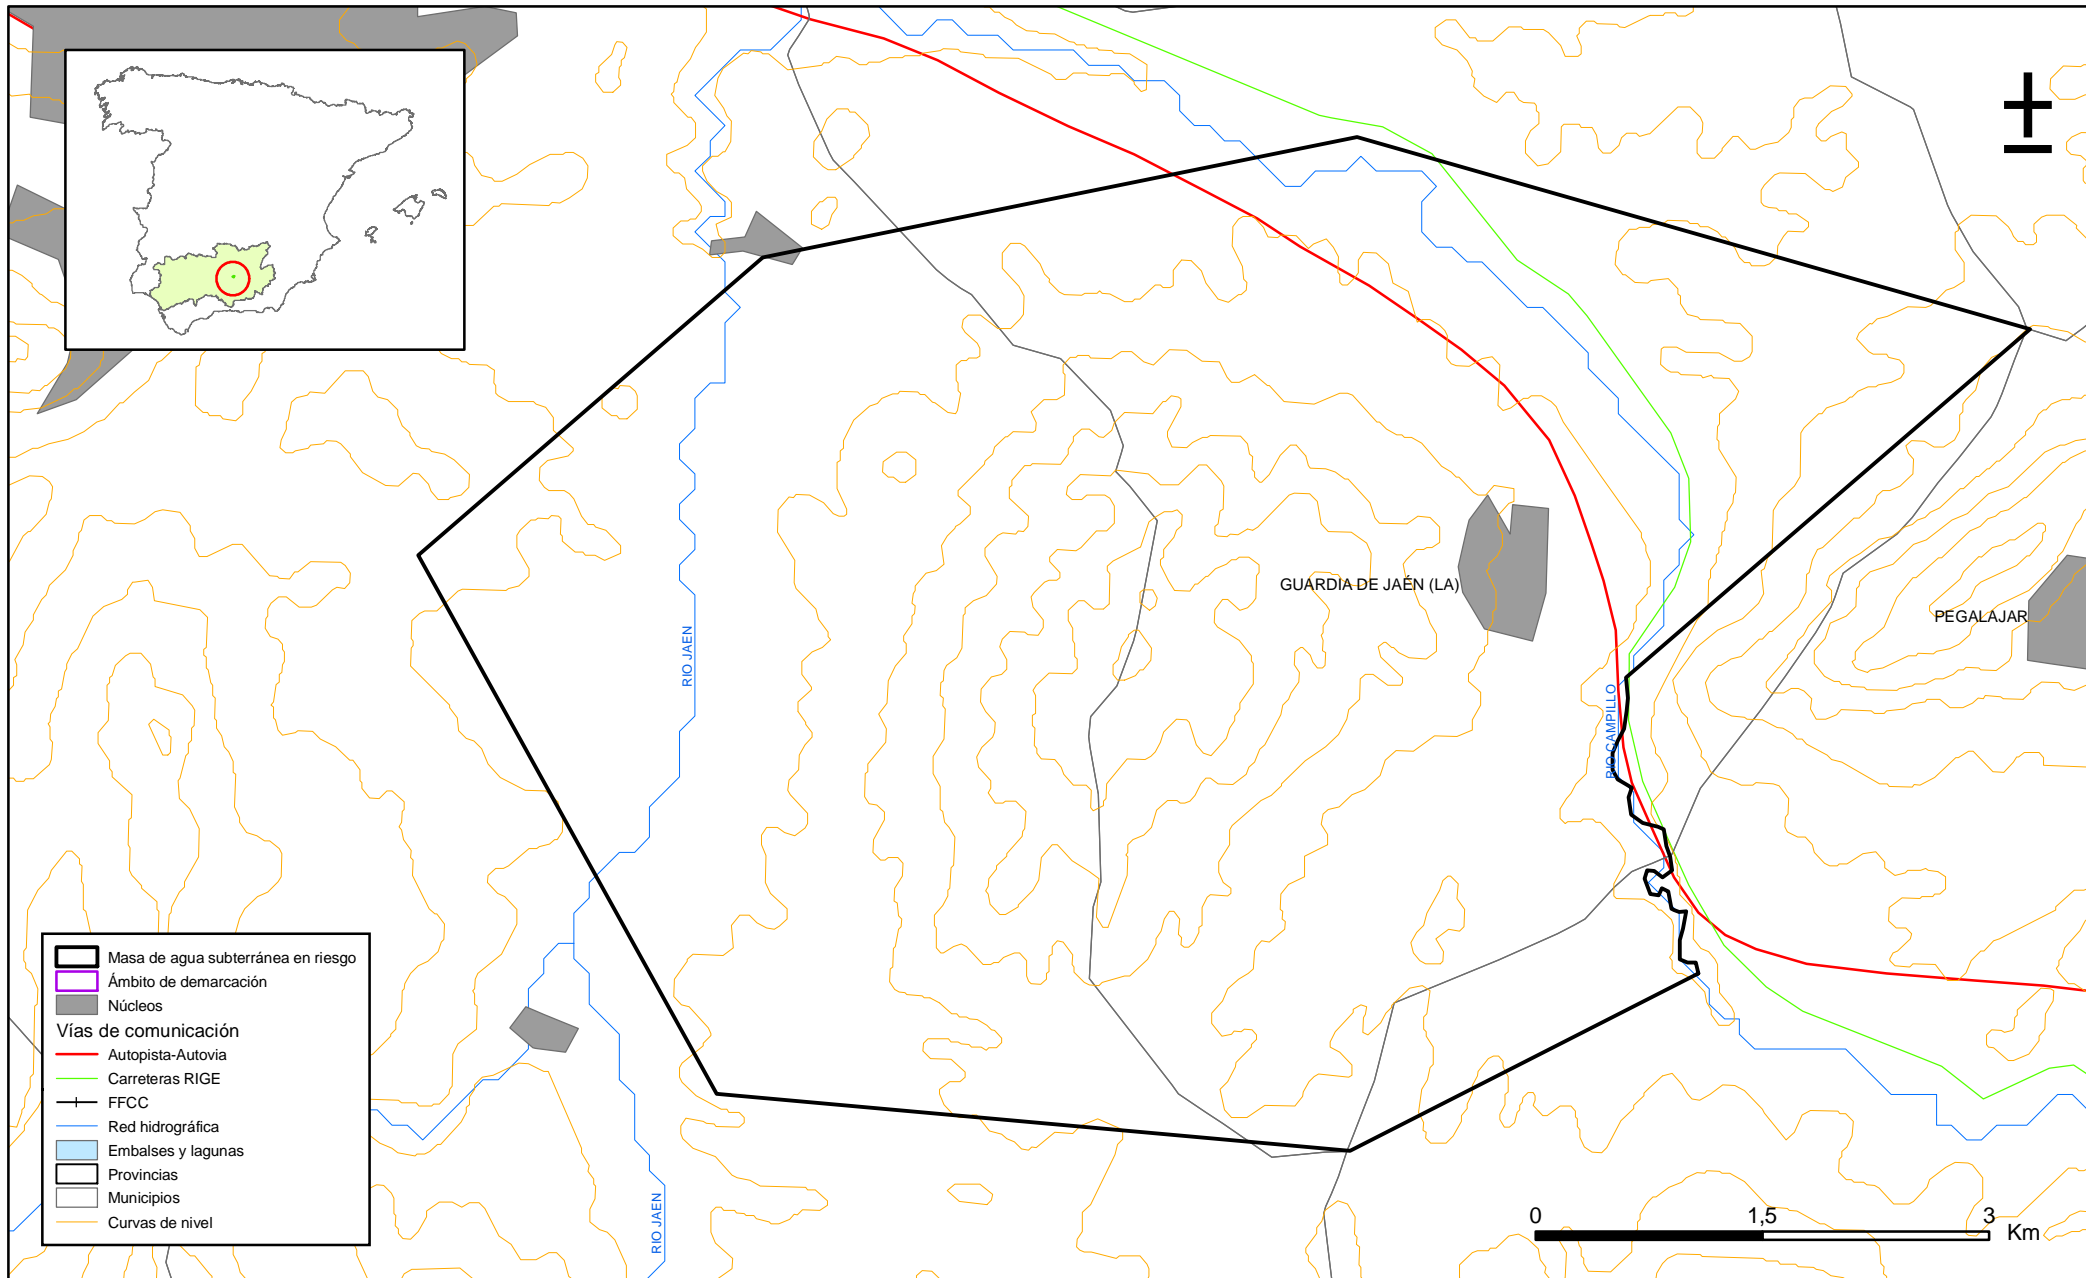 GUARDIA DE JAÉN (LA)
PEGALAJAR
RIO JAEN
RIO CAMPILLO
RIO JAEN
Masa de agua subterránea en riesgo
Ámbito de demarcación
Núcleos
Vías de comunicación
Autopista-Autovia
Carreteras RIGE
FFCC
Red hidrográfica
Embalses y lagunas
Provincias
Municipios
Curvas de nivel
0 1,5 3
Km